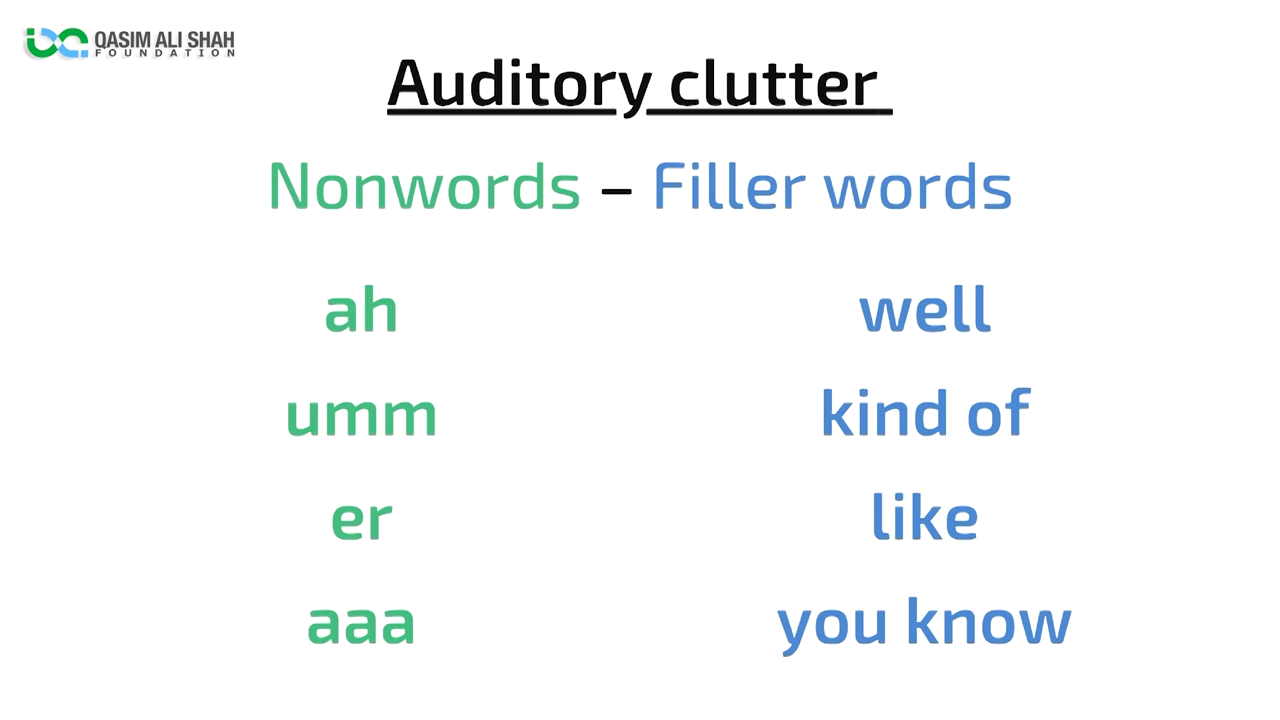 QASIM ALI SHAH
FOUNDATION
Auditory clutter
Nonwords – Filler words
ah well
umm kind of
er like
aaa you know